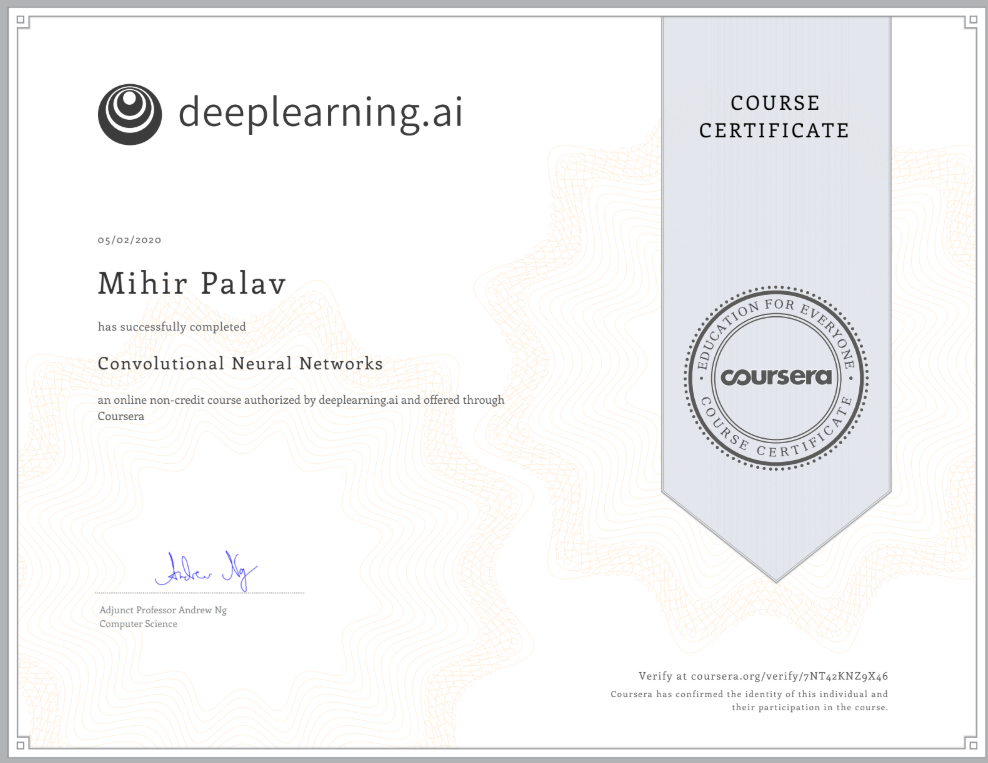 deeplearning.ai
COURSE
CERTIFICATE
05/02/2020
Mihir Palav
has successfully completed
Convolutional Neural Networks
an online non-credit course authorized by deeplearning.ai and offered through
Coursera
EDUCATION FOR EVERYONE
coursera
COURSE CERTIFICATE
Andrew Ng
Adjunct Professor Andrew Ng
Computer Science
Verify at coursera.org/verify/7NT42KNZ9X46
Coursera has confirmed the identity of this individual and
their participation in the course.